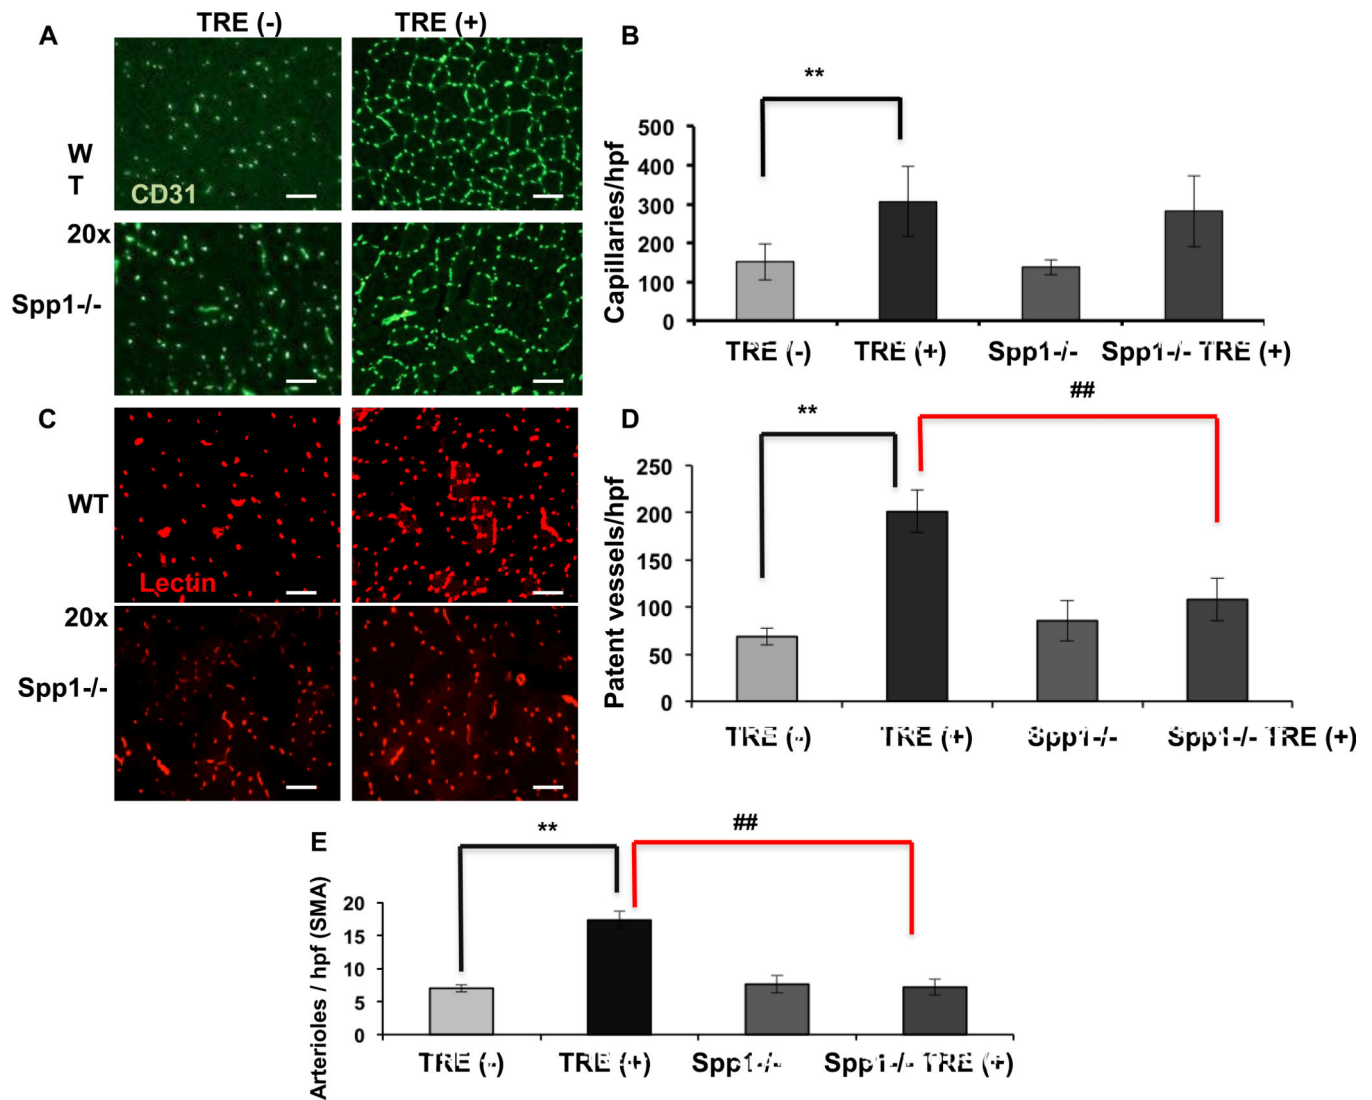 TRE (-)
TRE (+)
A
W
T
CD31
20x
Spp1-/-
B
**
Capillaries/hpf
500
400
300
200
100
0
TRE (-)
TRE (+)
Spp1-/-
Spp1-/- TRE (+)
C
WT
Lectin
20x
Spp1-/-
D
**
##
Patent vessels/hpf
250
200
150
100
50
0
TRE (-)
TRE (+)
Spp1-/-
Spp1-/- TRE (+)
E
**
##
Arterioles / hpf (SMA)
20
15
10
5
0
TRE (-)
TRE (+)
Spp1-/-
Spp1-/- TRE (+)